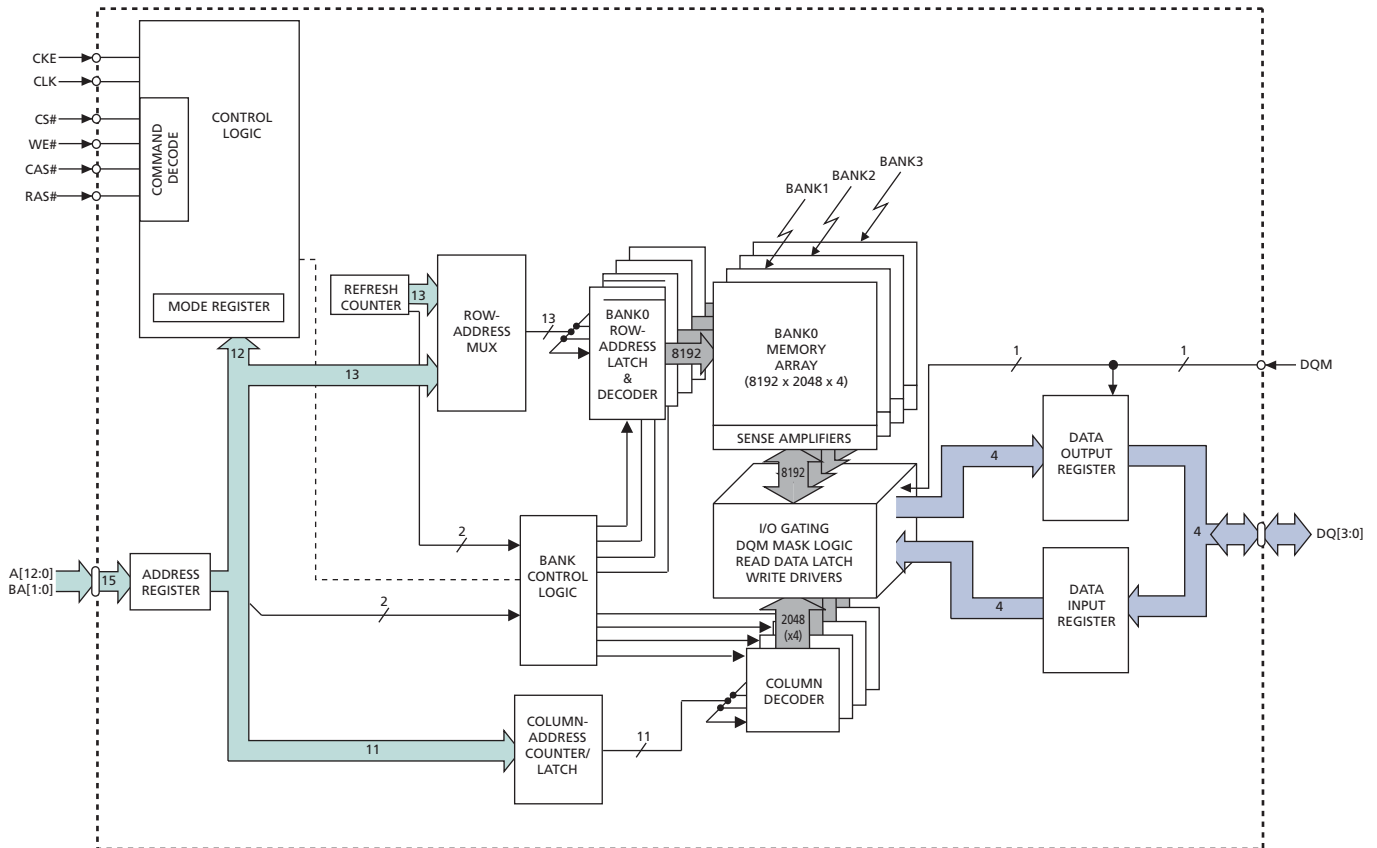 CKE
CLK
CS#
WE#
CAS#
RAS#
CONTROL
LOGIC
COMMAND
DECODE
MODE REGISTER
12
REFRESH
COUNTER
13
13
ROW-
ADDRESS
MUX
13
BANK0
ROW-
ADDRESS
LATCH
&
DECODER
8192
BANK1
BANK2
BANK3
BANK0
MEMORY
ARRAY
(8192 x 2048 x 4)
SENSE AMPLIFIERS
8192
I/O GATING
DQM MASK LOGIC
READ DATA LATCH
WRITE DRIVERS
1
1
DQM
4
DATA
OUTPUT
REGISTER
4
DQ[3:0]
4
DATA
INPUT
REGISTER
A[12:0]
BA[1:0]
15
ADDRESS
REGISTER
2
2
BANK
CONTROL
LOGIC
2048
(x4)
COLUMN
DECODER
11
COLUMN-
ADDRESS
COUNTER/
LATCH
11